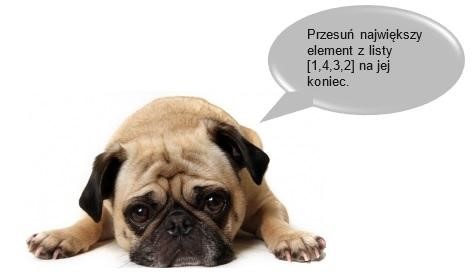 Przesuń największy
element z listy
[1,4,3,2] na jej
koniec.